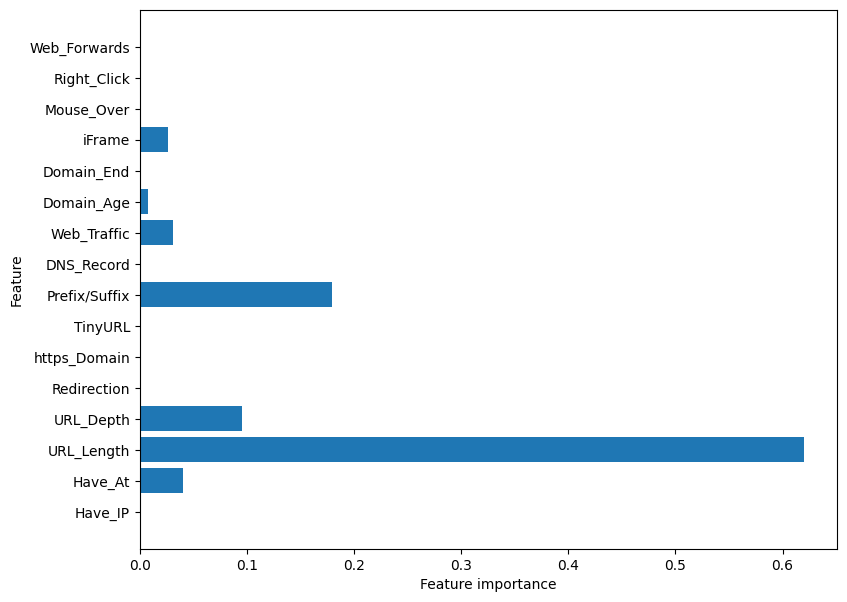 Web_Forwards
Right_Click
Mouse_Over
iFrame
Domain_End
Domain_Age
Web_Traffic
DNS_Record
Prefix/Suffix
TinyURL
https_Domain
Redirection
URL_Depth
URL_Length
Have_At
Have_IP
Feature
0.0 0.1 0.2 0.3 0.4 0.5 0.6
Feature importance